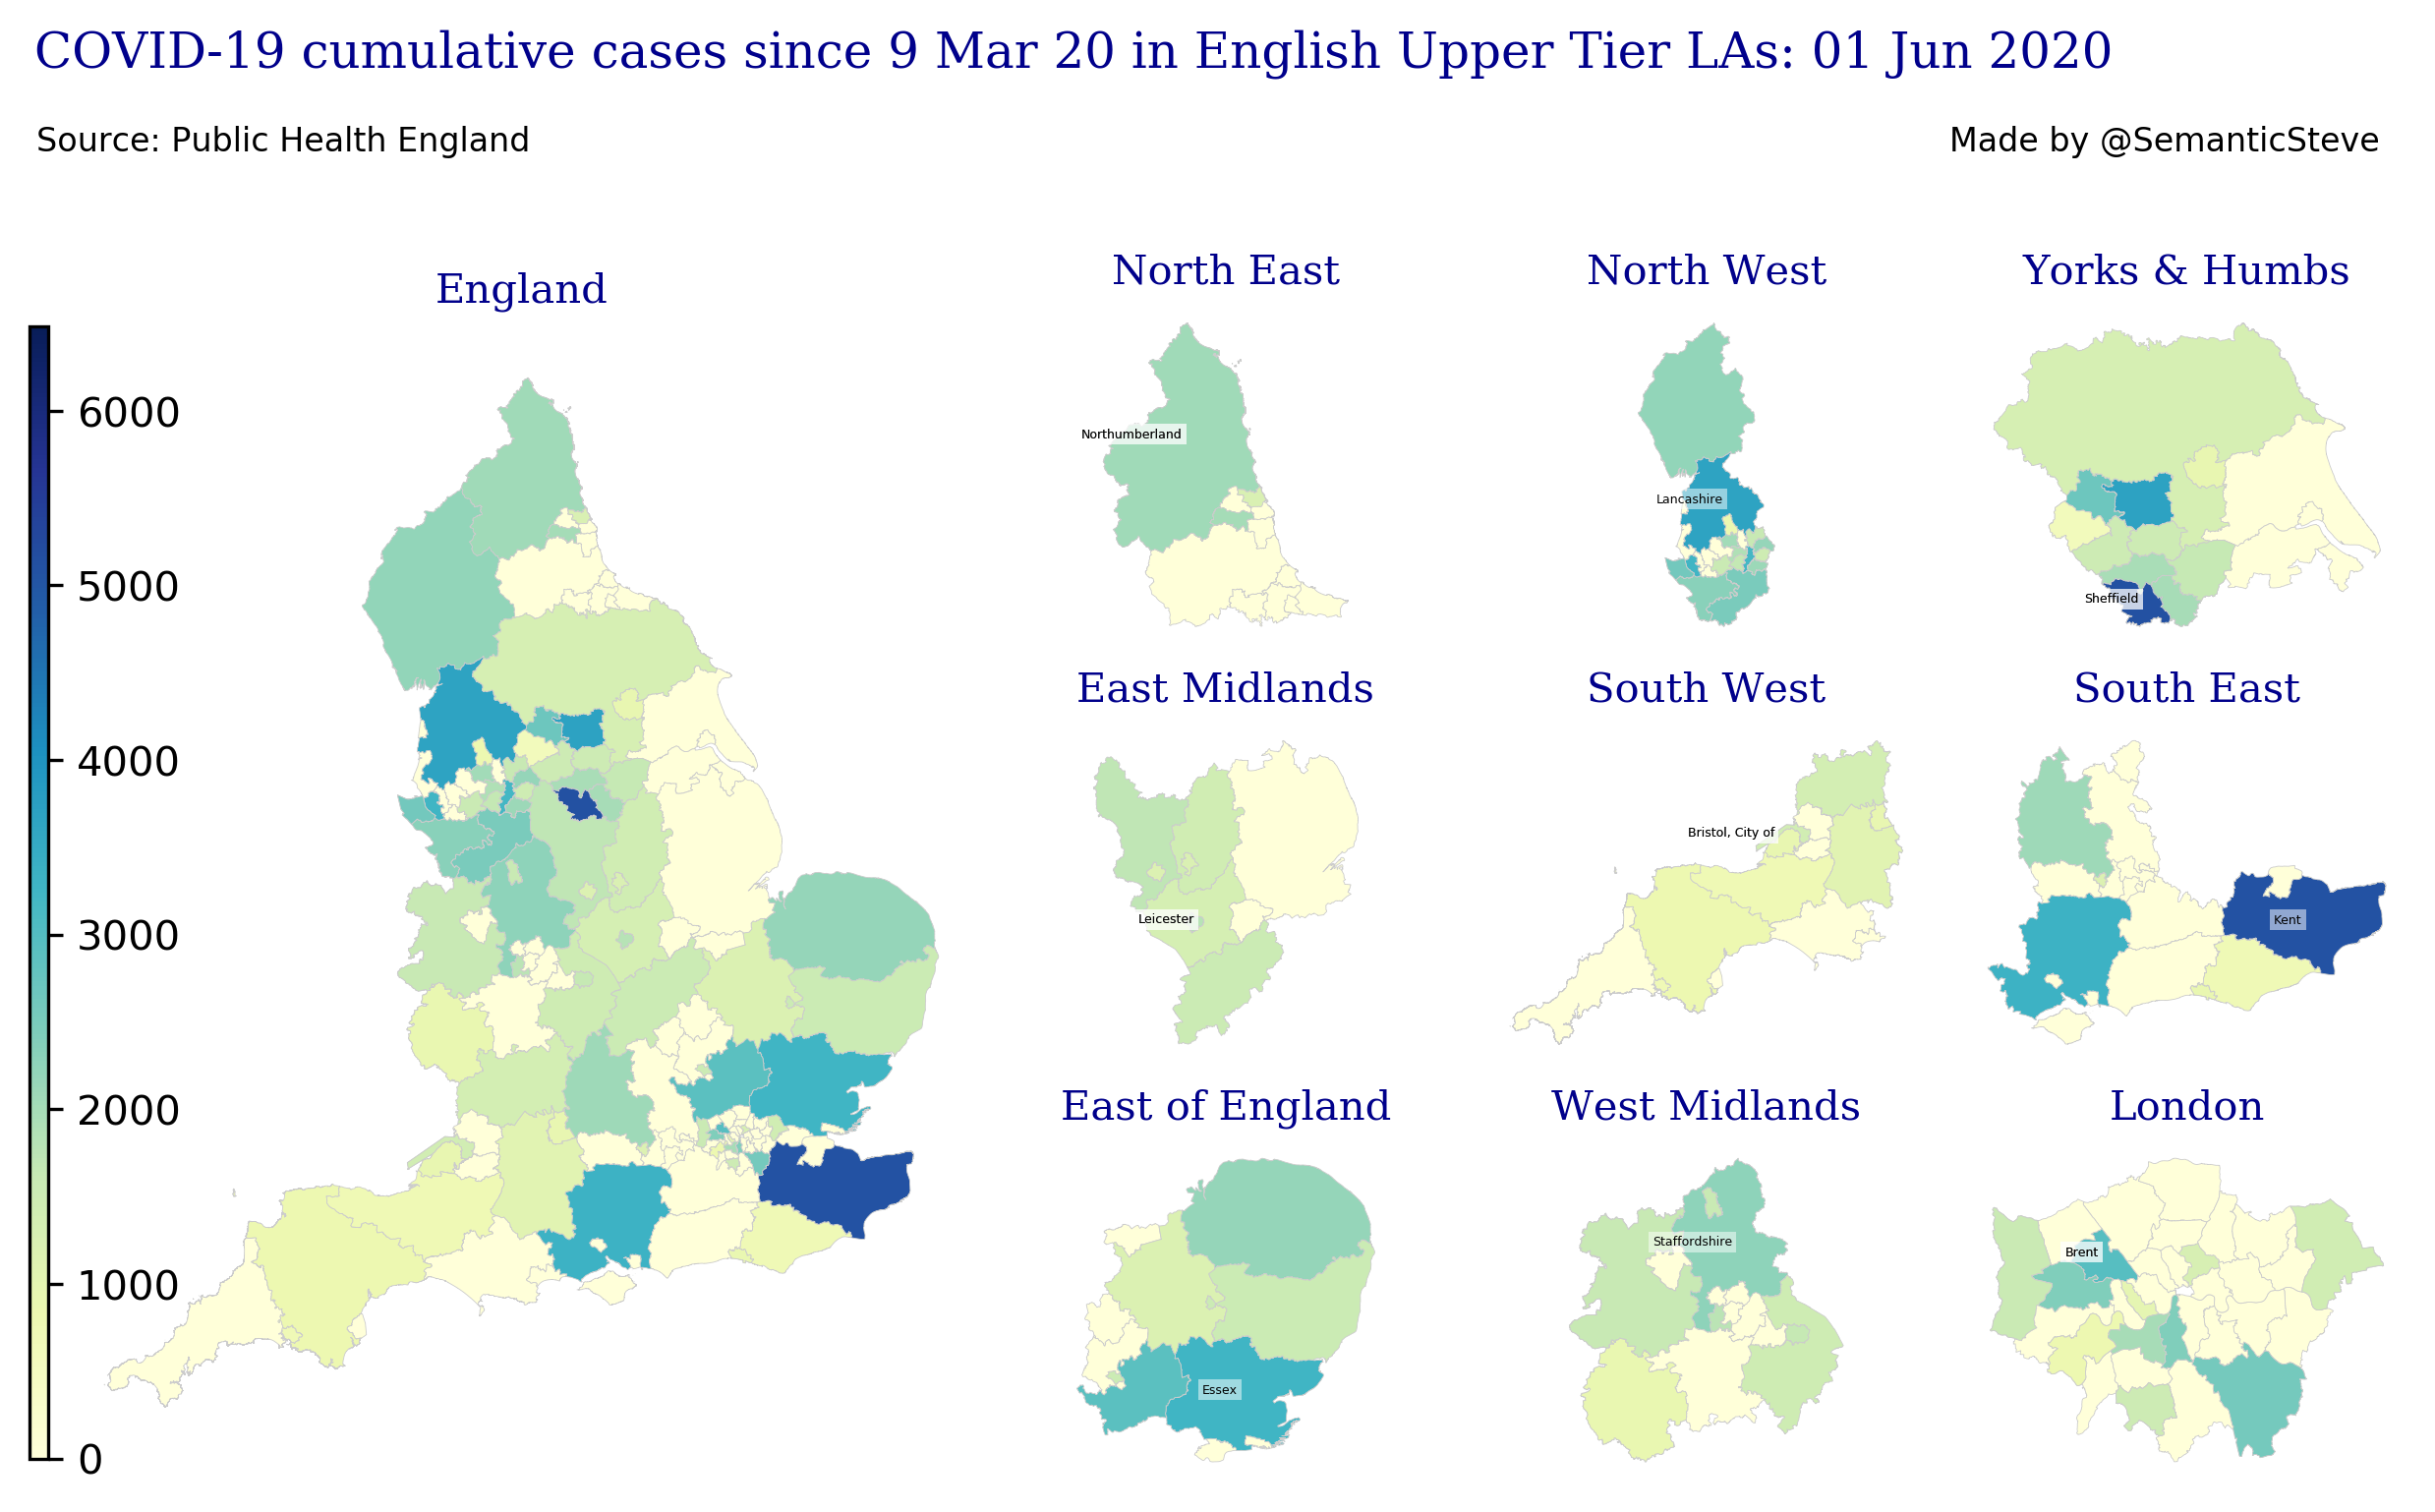 COVID-19 cumulative cases since 9 Mar 20 in English Upper Tier LAs: 01 Jun 2020
Source: Public Health England
Made by @SemanticSteve
England
6000
5000
4000
3000
2000
1000
0
North East
Northumberland
North West
Lancashire
Yorks & Humbs
Sheffield
East Midlands
Leicester
South West
Bristol, City of
South East
Kent
East of England
Essex
West Midlands
Staffordshire
London
Brent